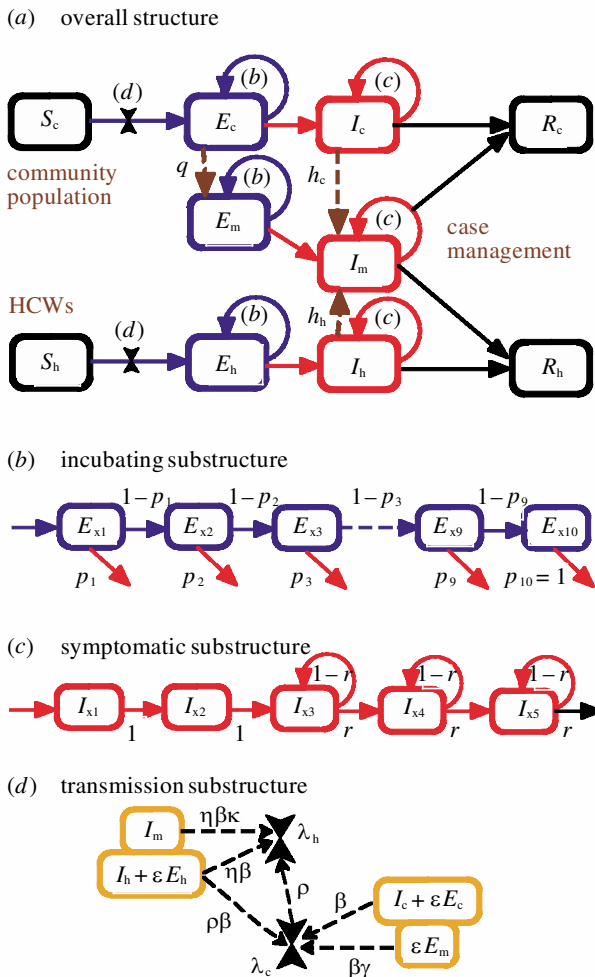 (a) overall structure
(d) (b) (c)
S_c E_c I_c R_c
q (b) h_c (c)
community population
E_m I_m
case management
HCWs
(d) (b) h_h (c)
S_h E_h I_h R_h
(b) incubating substructure
1−p_1 1−p_2 1−p_3 1−p_9
E_x1 E_x2 E_x3 E_x9 E_x10
p_1 p_2 p_3 p_9 p_10 = 1
(c) symptomatic substructure
1−r 1−r 1−r
I_x1 I_x2 I_x3 I_x4 I_x5
1 1 r r r
(d) transmission substructure
I_m ηβκ λ_h
I_h + εE_h ηβ ρ
ρβ β I_c + εE_c
λ_c βγ εE_m